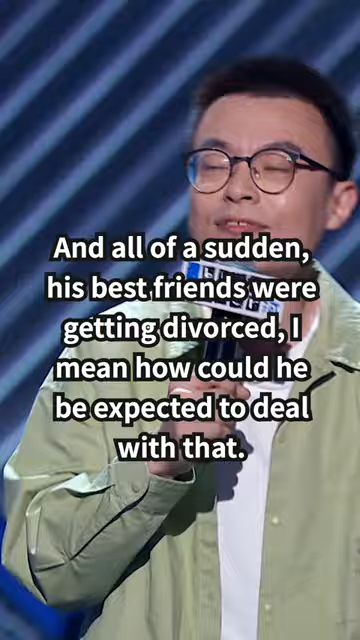 And all of a sudden,
his best friends were
getting divorced, I
mean how could he
be expected to deal
with that.